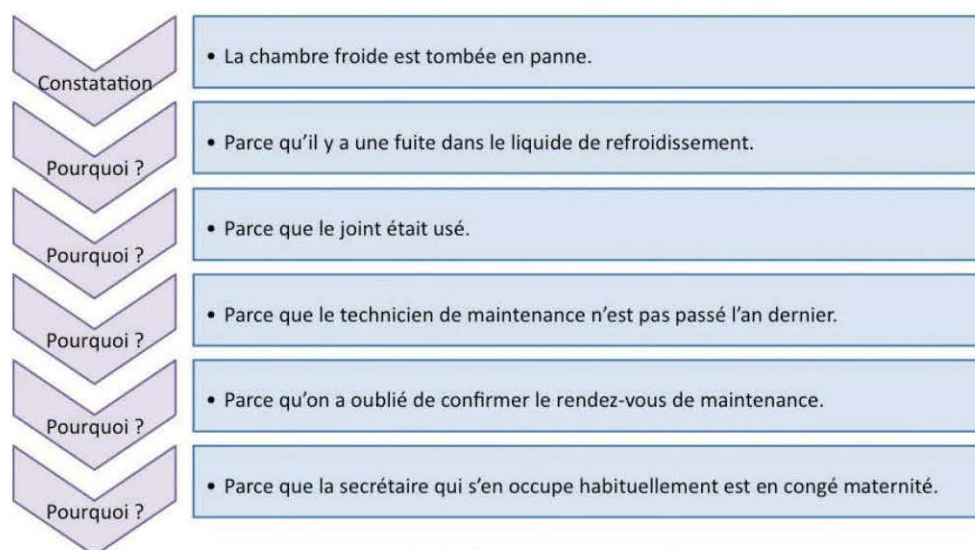 Constatation
• La chambre froide est tombée en panne.
Pourquoi ?
• Parce qu’il y a une fuite dans le liquide de refroidissement.
Pourquoi ?
• Parce que le joint était usé.
Pourquoi ?
• Parce que le technicien de maintenance n’est pas passé l’an dernier.
Pourquoi ?
• Parce qu’on a oublié de confirmer le rendez-vous de maintenance.
Pourquoi ?
• Parce que la secrétaire qui s’en occupe habituellement est en congé maternité.